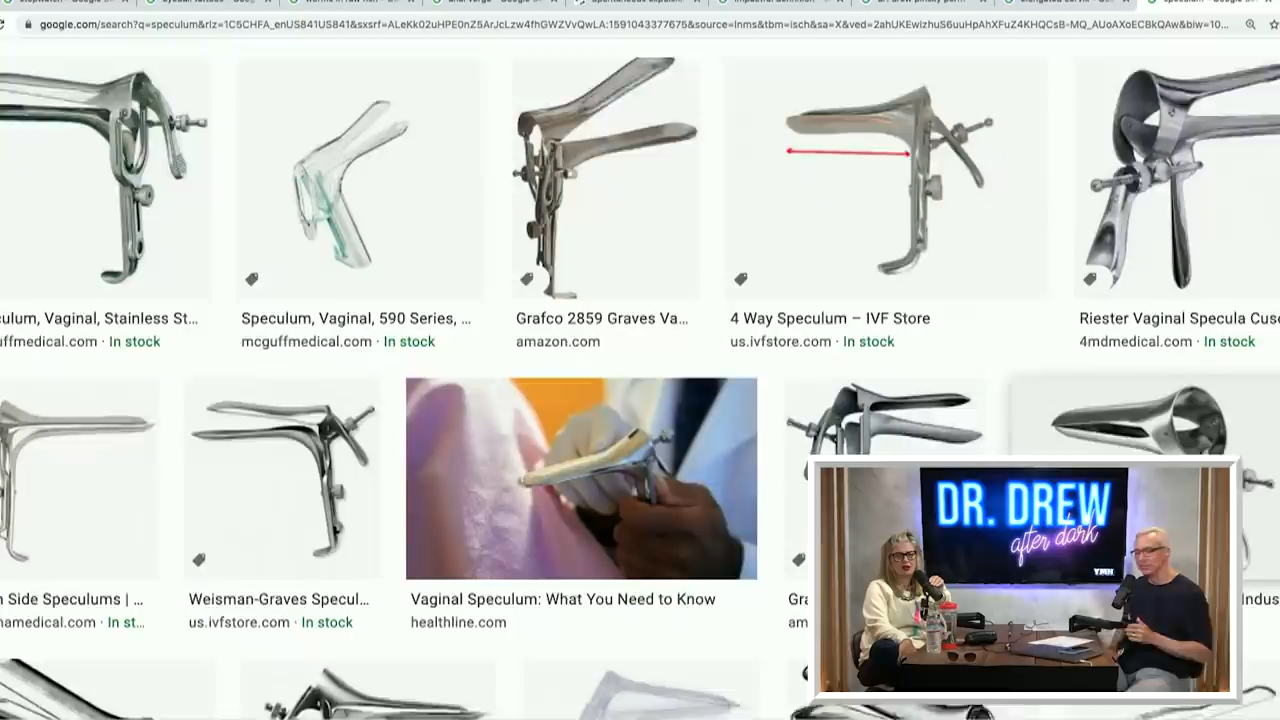 google.com/search?q=speculum&rlz=1C5CHFA_enUS841US841&sxsrf=ALeKk02uHPE0nZ5ArJcLzw4fhGWZVvQwLA:1591043377675&source=lnms&tbm=isch&sa=X&ved=2ahUKEwizhuS6uuHpAhXFuZ4KHQCsB-MQ_AUoAXoECBkQAw&biw=10...
culum, Vaginal, Stainless St...
uffmedical.com · In stock
Speculum, Vaginal, 590 Series, ...
mcguffmedical.com · In stock
Grafco 2859 Graves Va...
amazon.com
4 Way Speculum – IVF Store
us.ivfstore.com · In stock
Riester Vaginal Specula Cusc
4mdmedical.com · In stock
n Side Speculums | ...
namedical.com · In st...
Weisman-Graves Specul...
us.ivfstore.com · In stock
Vaginal Speculum: What You Need to Know
healthline.com
Gra
am
Indus
DR. DREW
after dark
YMH